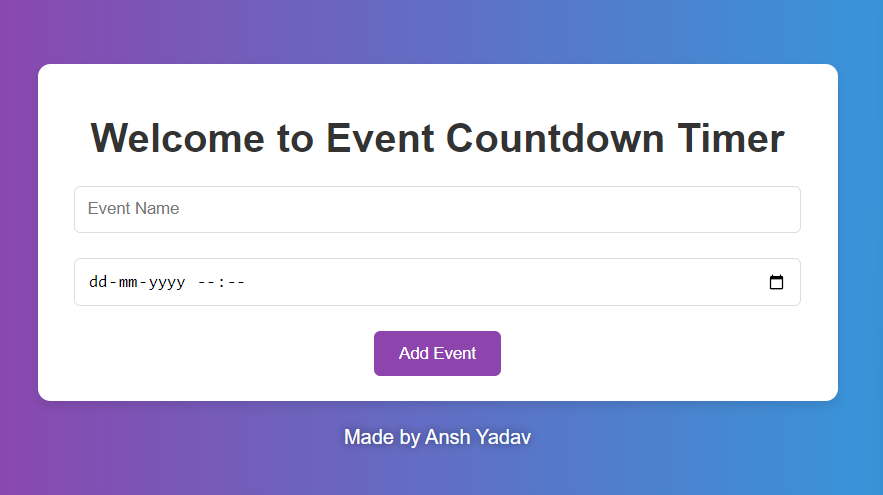 Welcome to Event Countdown Timer
Event Name
dd-mm-yyyy --:--
Add Event
Made by Ansh Yadav